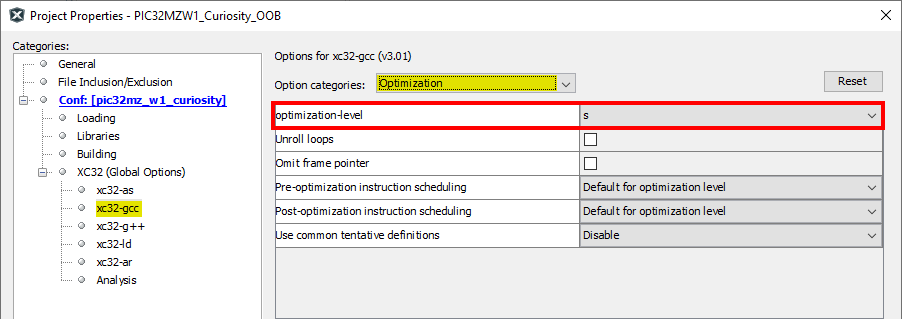 Project Properties - PIC32MZW1_Curiosity_OOB
Categories:
General
File Inclusion/Exclusion
Conf: [pic32mz_w1_curiosity]
Loading
Libraries
Building
XC32 (Global Options)
xc32-as
xc32-gcc
xc32-g++
xc32-ld
xc32-ar
Analysis
Options for xc32-gcc (v3.01)
Option categories: Optimization Reset
optimization-level s
Unroll loops
Omit frame pointer
Pre-optimization instruction scheduling Default for optimization level
Post-optimization instruction scheduling Default for optimization level
Use common tentative definitions Disable